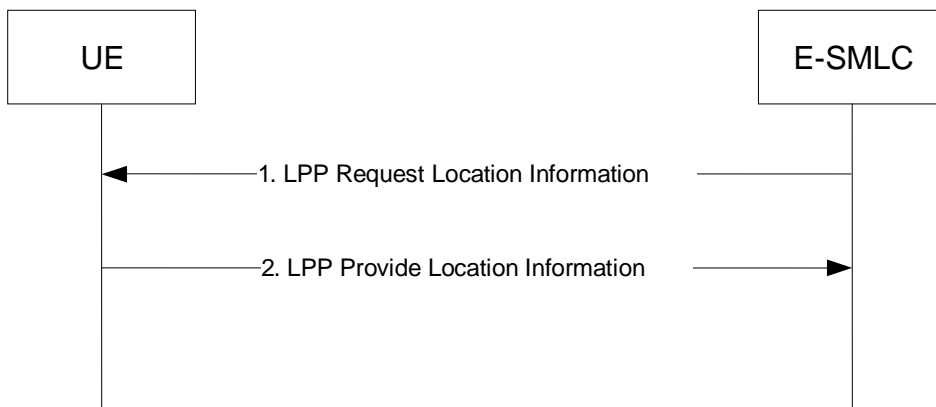 UE
E-SMLC
1. LPP Request Location Information
2. LPP Provide Location Information